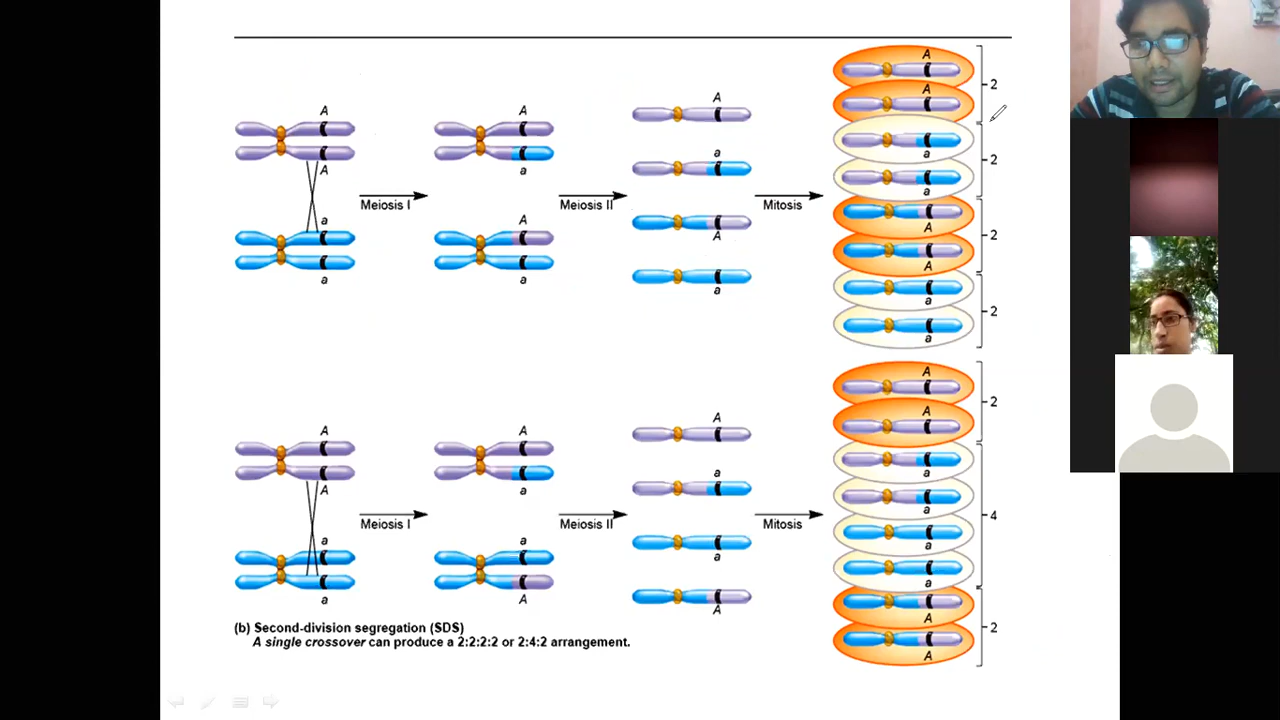 A
A
a
a
Meiosis I
A
a
A
a
Meiosis II
A
a
A
a
Mitosis
A
A
a
a
A
A
a
a
2
2
2
2
A
A
a
a
Meiosis I
A
a
a
A
Meiosis II
A
a
a
A
Mitosis
A
A
a
a
a
a
A
A
2
4
2
(b) Second-division segregation (SDS)
A single crossover can produce a 2:2:2:2 or 2:4:2 arrangement.